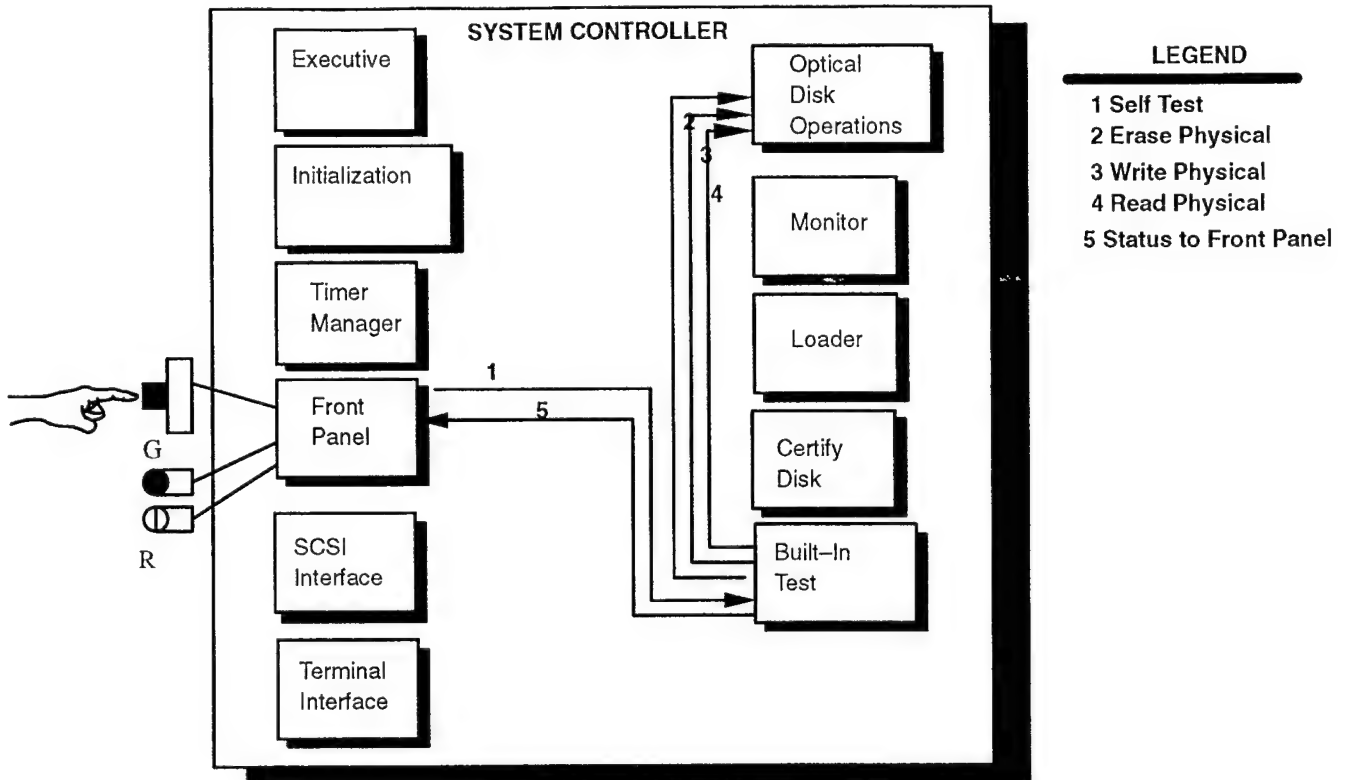 SYSTEM CONTROLLER
Executive
Initialization
Timer
Manager
Front
Panel
SCSI
Interface
Terminal
Interface
G
R
1
5
2
3
4
Optical
Disk
Operations
Monitor
Loader
Certify
Disk
Built–In
Test
LEGEND
1 Self Test
2 Erase Physical
3 Write Physical
4 Read Physical
5 Status to Front Panel